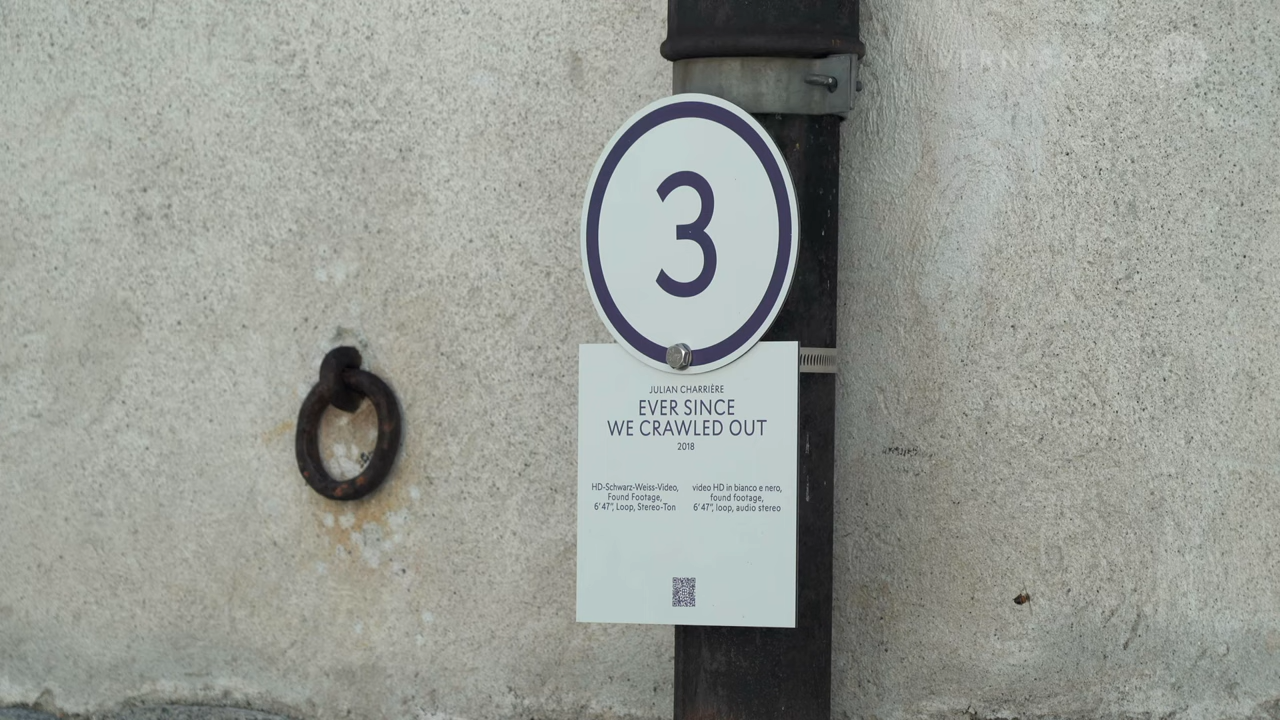 3
JULIAN CHARRIÈRE
EVER SINCE
WE CRAWLED OUT
2018
HD-Schwarz-Weiss-Video,
Found Footage,
6'47", Loop, Stereo-Ton
video HD in bianco e nero,
found footage,
6'47", loop, audio stereo